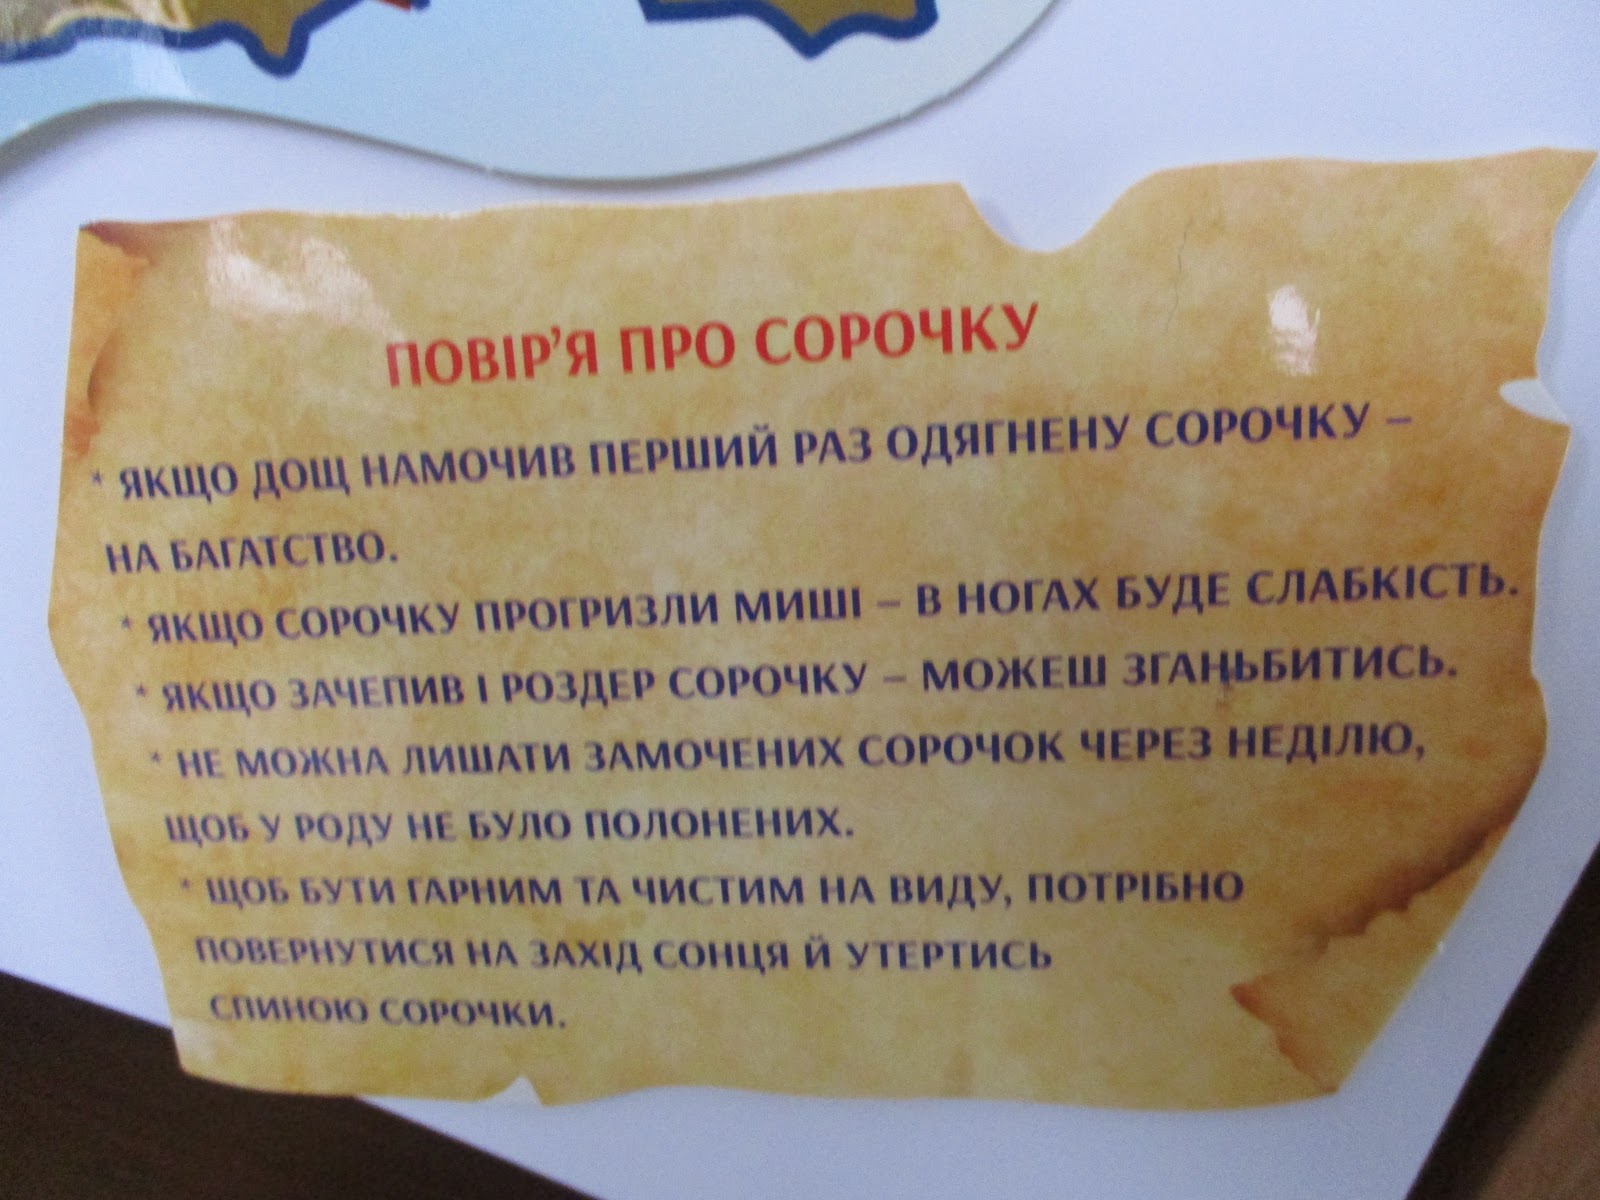 ПОВІР’Я ПРО СОРОЧКУ
* ЯКЩО ДОЩ НАМОЧИВ ПЕРШИЙ РАЗ ОДЯГНЕНУ СОРОЧКУ –
НА БАГАТСТВО.
* ЯКЩО СОРОЧКУ ПРОГРИЗЛИ МИШІ – В НОГАХ БУДЕ СЛАБКІСТЬ.
* ЯКЩО ЗАЧЕПИВ І РОЗДЕР СОРОЧКУ – МОЖЕШ ЗГАНЬБИТИСЬ.
* НЕ МОЖНА ЛИШАТИ ЗАМОЧЕНИХ СОРОЧОК ЧЕРЕЗ НЕДІЛЮ,
ЩОБ У РОДУ НЕ БУЛО ПОЛОНЕНИХ.
* ЩОБ БУТИ ГАРНИМ ТА ЧИСТИМ НА ВИДУ, ПОТРІБНО
ПОВЕРНУТИСЯ НА ЗАХІД СОНЦЯ Й УТЕРТИСЬ
СПИНОЮ СОРОЧКИ.